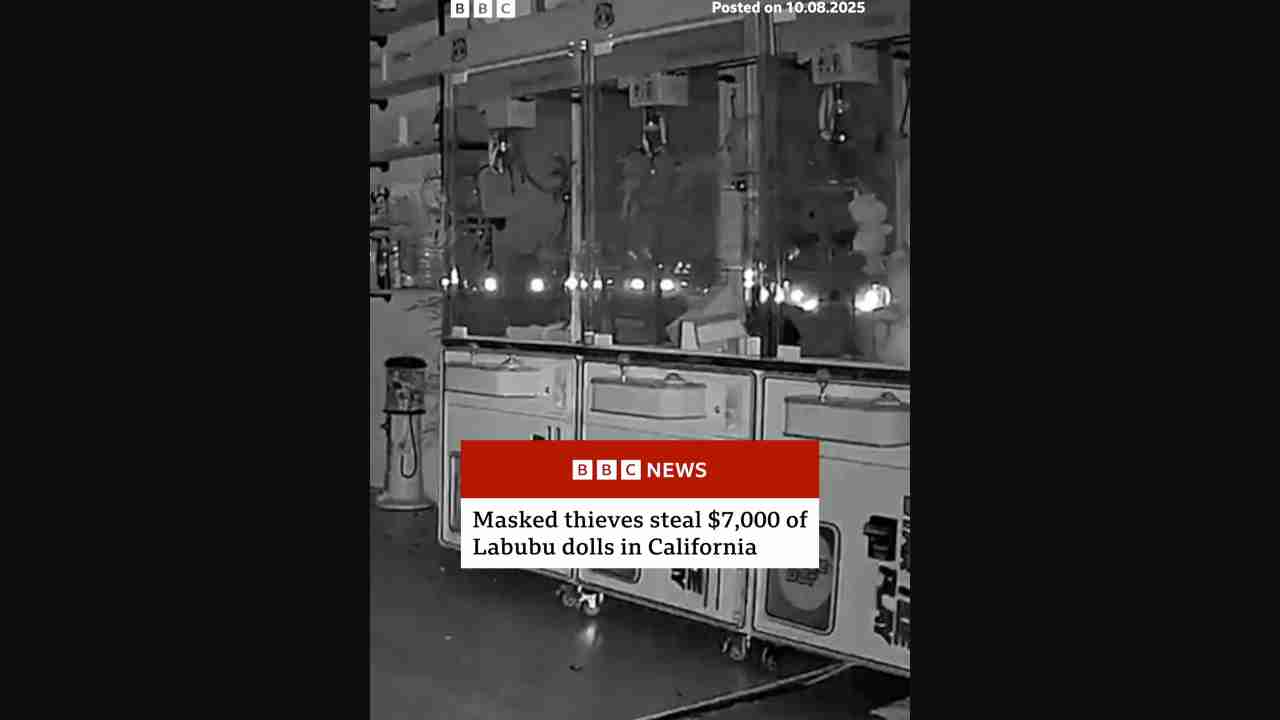 BBC
Posted on 10.08.2025
BBC NEWS
Masked thieves steal $7,000 of
Labubu dolls in California